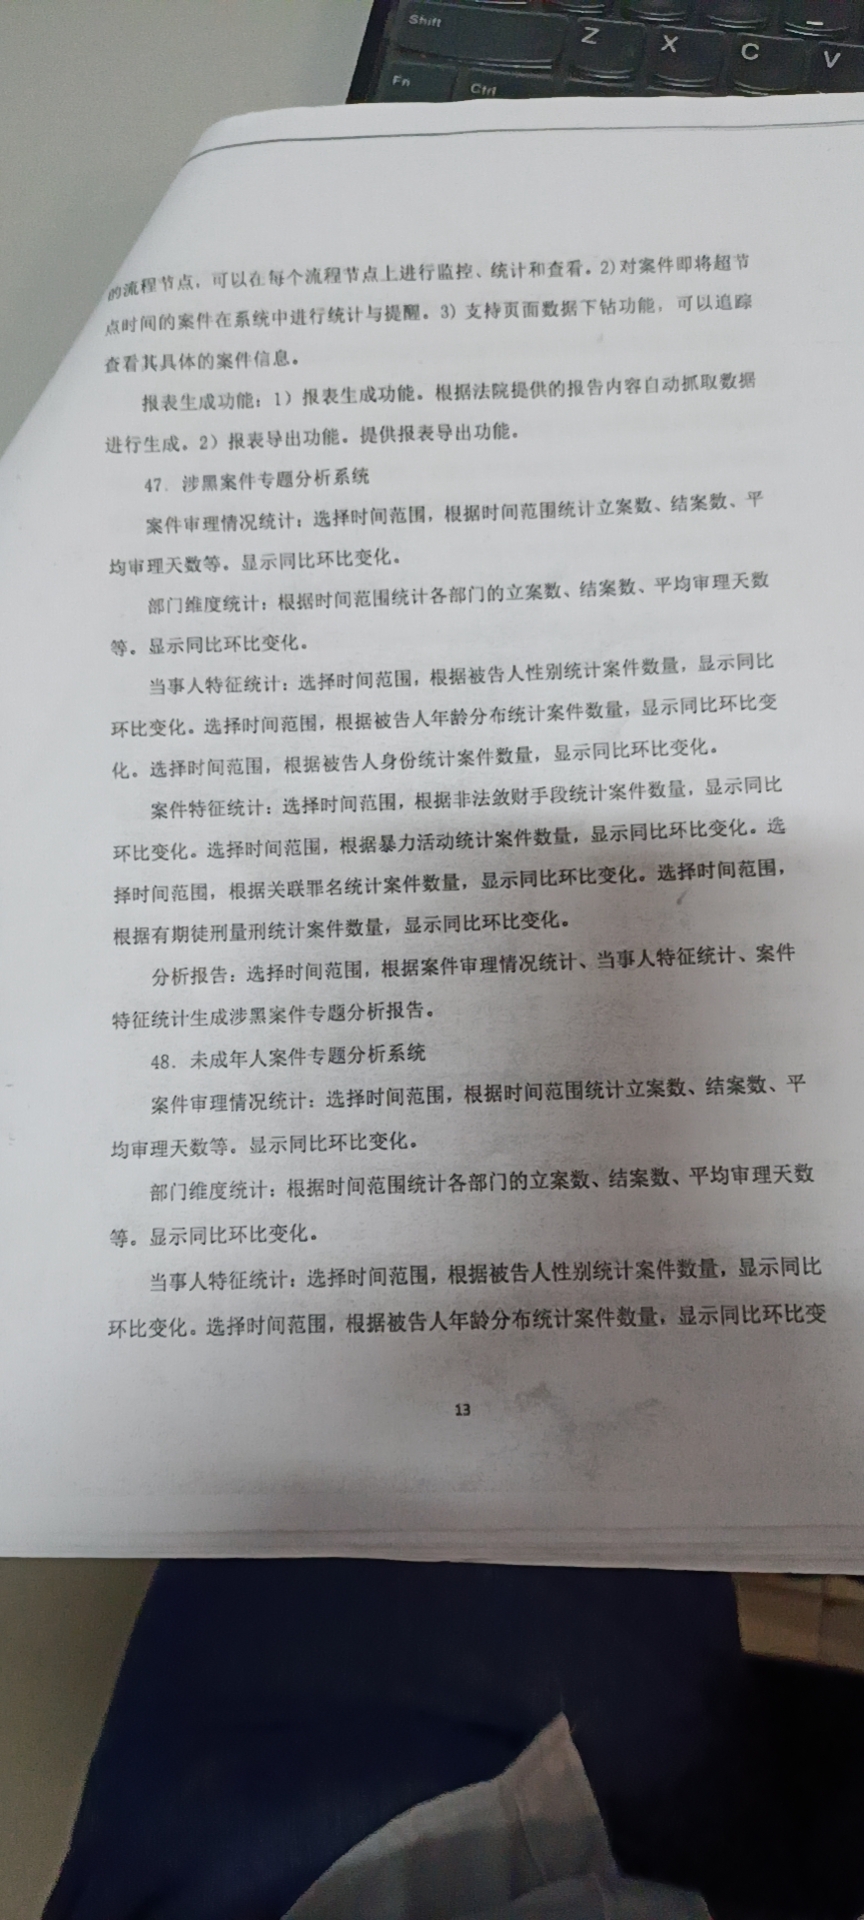 Shift
Z
X
C
V
Fn
Ctrl
的流程节点，可以在每个流程节点上进行监控、统计和查看。2)对案件即将超节
点时间的案件在系统中进行统计与提醒。3）支持页面数据下钻功能，可以追踪
查看其具体的案件信息。
报表生成功能：1）报表生成功能。根据法院提供的报告内容自动抓取数据
进行生成。2）报表导出功能。提供报表导出功能。
47．涉黑案件专题分析系统
案件审理情况统计：选择时间范围，根据时间范围统计立案数、结案数、平
均审理天数等。显示同比环比变化。
部门维度统计：根据时间范围统计各部门的立案数、结案数、平均审理天数
等。显示同比环比变化。
当事人特征统计：选择时间范围，根据被告人性别统计案件数量，显示同比
环比变化。选择时间范围，根据被告人年龄分布统计案件数量，显示同比环比变
化。选择时间范围，根据被告人身份统计案件数量，显示同比环比变化。
案件特征统计：选择时间范围，根据非法敛财手段统计案件数量，显示同比
环比变化。选择时间范围，根据暴力活动统计案件数量，显示同比环比变化。选
择时间范围，根据关联罪名统计案件数量，显示同比环比变化。选择时间范围，
根据有期徒刑量刑统计案件数量，显示同比环比变化。
分析报告：选择时间范围，根据案件审理情况统计、当事人特征统计、案件
特征统计生成涉黑案件专题分析报告。
48．未成年人案件专题分析系统
案件审理情况统计：选择时间范围，根据时间范围统计立案数、结案数、平
均审理天数等。显示同比环比变化。
部门维度统计：根据时间范围统计各部门的立案数、结案数、平均审理天数
等。显示同比环比变化。
当事人特征统计：选择时间范围，根据被告人性别统计案件数量，显示同比
环比变化。选择时间范围，根据被告人年龄分布统计案件数量，显示同比环比变
13